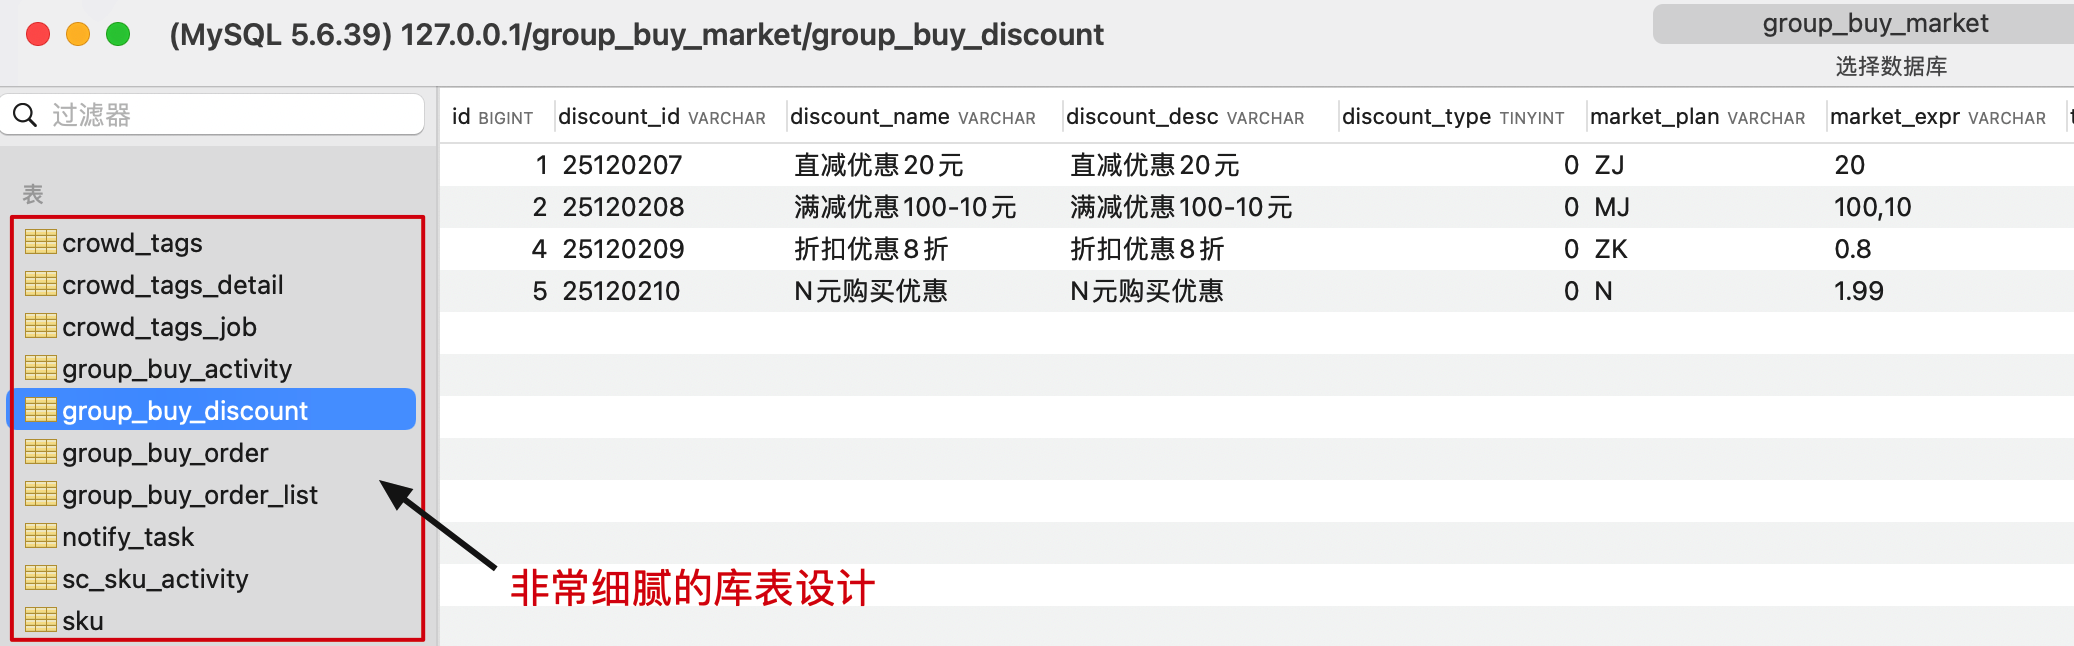 (MySQL 5.6.39) 127.0.0.1/group_buy_market/group_buy_discount
group_buy_market
选择数据库
过滤器
表
crowd_tags
crowd_tags_detail
crowd_tags_job
group_buy_activity
group_buy_discount
group_buy_order
group_buy_order_list
notify_task
sc_sku_activity
sku
id BIGINT discount_id VARCHAR discount_name VARCHAR discount_desc VARCHAR discount_type TINYINT market_plan VARCHAR market_expr VARCHAR
1 25120207 直减优惠20元 直减优惠20元 0 ZJ 20
2 25120208 满减优惠100-10元 满减优惠100-10元 0 MJ 100,10
4 25120209 折扣优惠8折 折扣优惠8折 0 ZK 0.8
5 25120210 N元购买优惠 N元购买优惠 0 N 1.99
非常细腻的库表设计